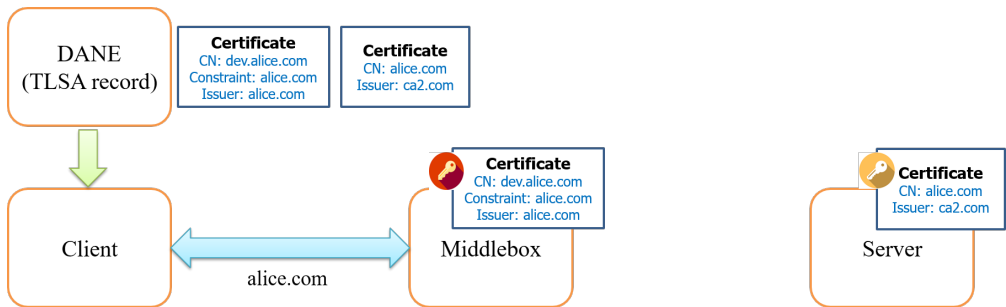 DANE
(TLSA record)
Certificate
CN: dev.alice.com
Constraint: alice.com
Issuer: alice.com
Certificate
CN: alice.com
Issuer: ca2.com
Client
alice.com
Certificate
CN: dev.alice.com
Constraint: alice.com
Issuer: alice.com
Middlebox
Certificate
CN: alice.com
Issuer: ca2.com
Server